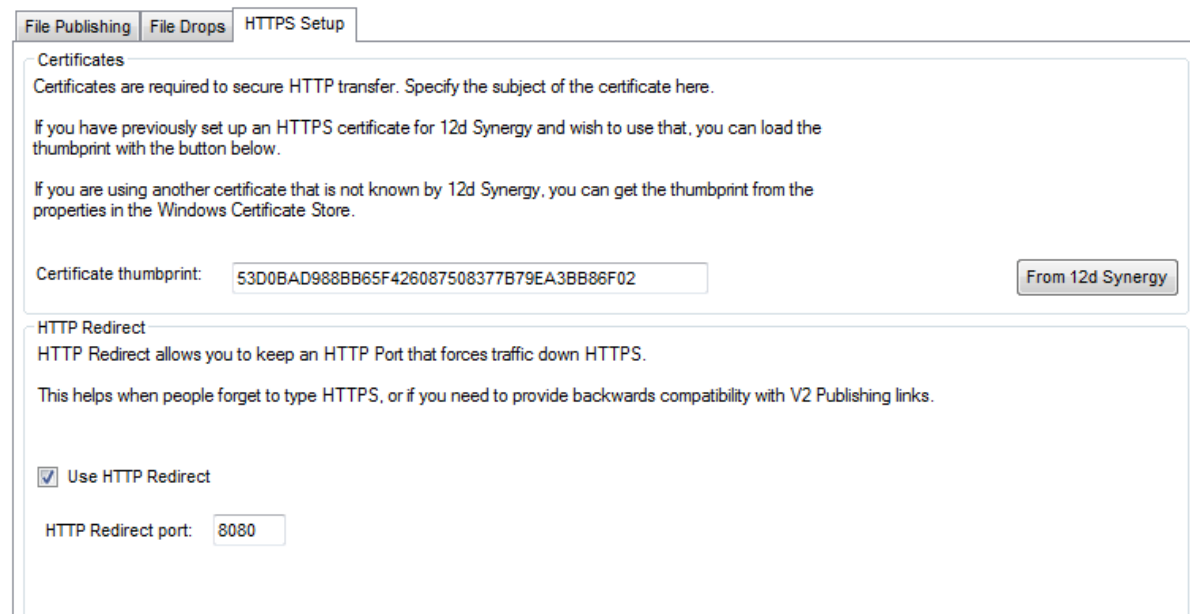 File Publishing File Drops HTTPS Setup
Certificates
Certificates are required to secure HTTP transfer. Specify the subject of the certificate here.
If you have previously set up an HTTPS certificate for 12d Synergy and wish to use that, you can load the
thumbprint with the button below.
If you are using another certificate that is not known by 12d Synergy, you can get the thumbprint from the
properties in the Windows Certificate Store.
Certificate thumbprint: 53D0BAD988BB65F426087508377B79EA3BB86F02 From 12d Synergy
HTTP Redirect
HTTP Redirect allows you to keep an HTTP Port that forces traffic down HTTPS.
This helps when people forget to type HTTPS, or if you need to provide backwards compatibility with V2 Publishing links.
Use HTTP Redirect
HTTP Redirect port: 8080